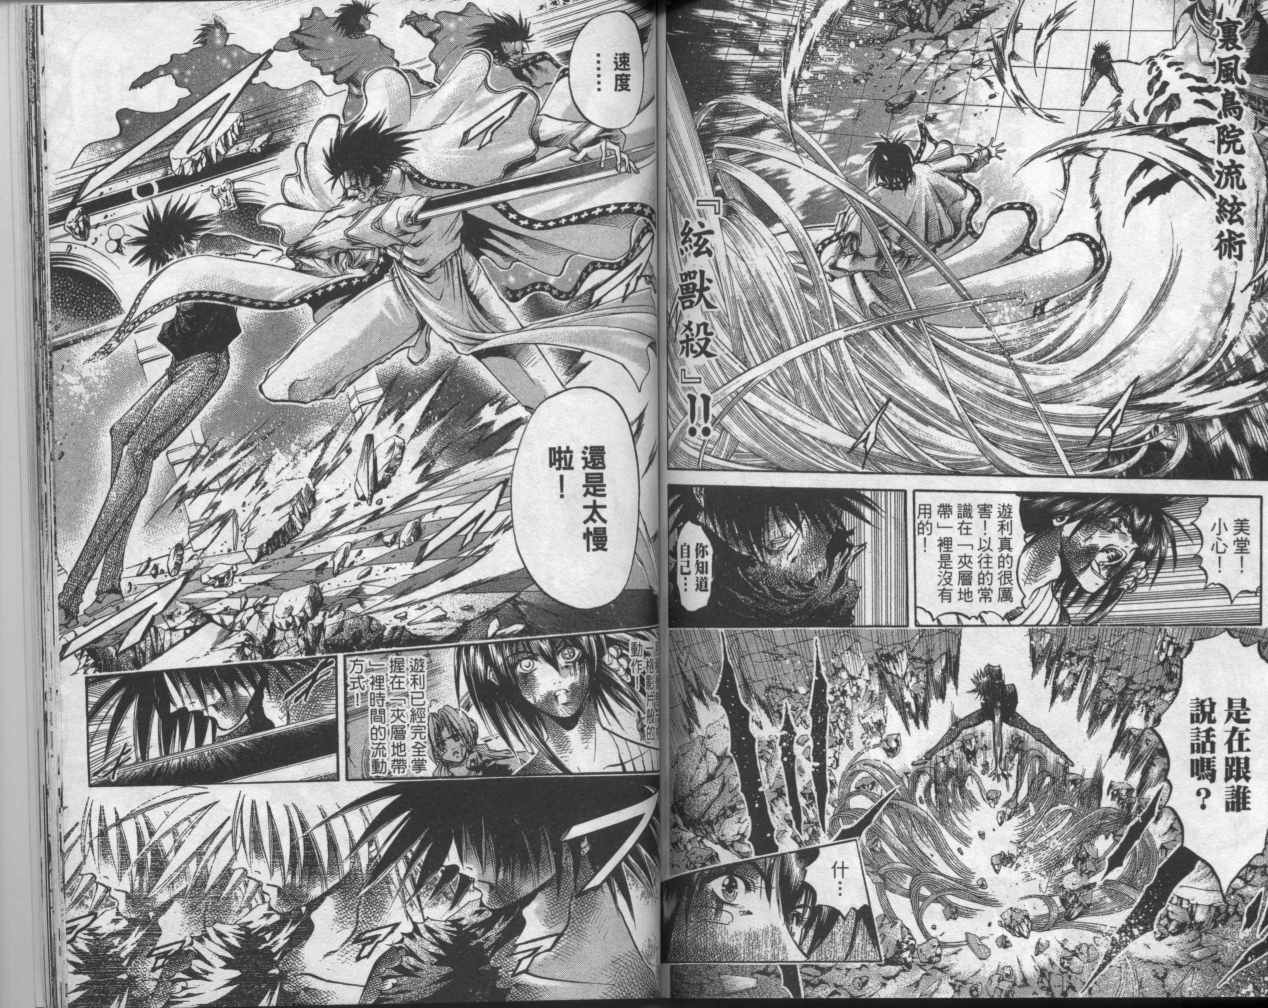 裏風鳥院流絃術
『絃獸殺』!!
美堂!
小心!
遊利真的很厲
害!以往的常
識在「夾層地
帶」裡是沒有
用的!
你知道
自己…
是在跟誰
說話嗎?
什…
速度
……
還是太慢
啦!
動作
遊利已經完全掌
握在「夾層地帶
」裡時間的流動
方式!